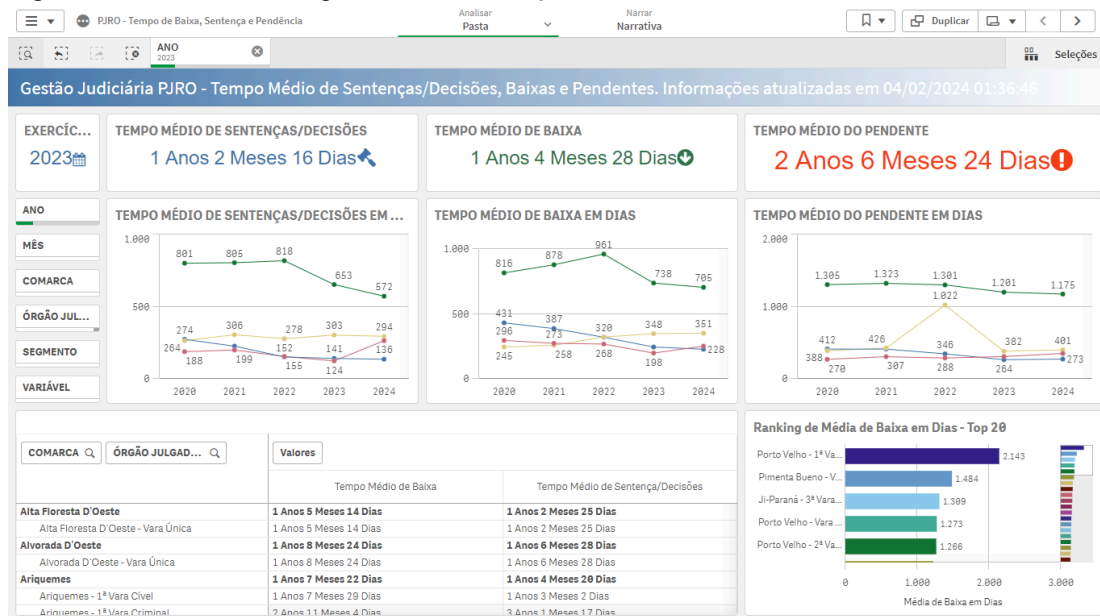 PJRO - Tempo de Baixa, Sentença e Pendência
Analisar
Pasta
Narrar
Narrativa
Duplicar
ANO
2023
Seleções
Gestão Judiciária PJRO - Tempo Médio de Sentenças/Decisões, Baixas e Pendentes. Informações atualizadas em 04/02/2024 01:36:46
EXERCÍC...
2023
TEMPO MÉDIO DE SENTENÇAS/DECISÕES
1 Anos 2 Meses 16 Dias
TEMPO MÉDIO DE BAIXA
1 Anos 4 Meses 28 Dias
TEMPO MÉDIO DO PENDENTE
2 Anos 6 Meses 24 Dias
ANO
MÊS
COMARCA
ÓRGÃO JUL...
SEGMENTO
VARIÁVEL
TEMPO MÉDIO DE SENTENÇAS/DECISÕES EM ...
1.000
500
0
801 805 818 653 572
274 306 278 303 294
264 199 152 141 136
188 155 124
2020 2021 2022 2023 2024
TEMPO MÉDIO DE BAIXA EM DIAS
1.000
500
0
816 878 961 738 705
431 387 320 348 351
296 273 268 198 228
245 258
2020 2021 2022 2023 2024
TEMPO MÉDIO DO PENDENTE EM DIAS
2.000
1.000
0
1.305 1.323 1.301 1.201 1.175
1.022
412 426 346 382 401
388 307 288 264 273
270
2020 2021 2022 2023 2024
COMARCA
ÓRGÃO JULGAD...
Valores
Tempo Médio de Baixa
Tempo Médio de Sentença/Decisões
Alta Floresta D'Oeste 1 Anos 5 Meses 14 Dias 1 Anos 2 Meses 25 Dias
Alta Floresta D'Oeste - Vara Única 1 Anos 5 Meses 14 Dias 1 Anos 2 Meses 25 Dias
Alvorada D'Oeste 1 Anos 8 Meses 24 Dias 1 Anos 6 Meses 28 Dias
Alvorada D'Oeste - Vara Única 1 Anos 8 Meses 24 Dias 1 Anos 6 Meses 28 Dias
Ariquemes 1 Anos 7 Meses 22 Dias 1 Anos 4 Meses 20 Dias
Ariquemes - 1ª Vara Cível 1 Anos 7 Meses 29 Dias 1 Anos 3 Meses 2 Dias
Ariquemes - 1ª Vara Criminal 2 Anos 11 Meses 4 Dias 3 Anos 1 Meses 17 Dias
Ranking de Média de Baixa em Dias - Top 20
Porto Velho - 1ª Va... 2.143
Pimenta Bueno - V... 1.484
Ji-Paraná - 3ª Vara... 1.309
Porto Velho - Vara ... 1.273
Porto Velho - 2ª Va... 1.266
0 1.000 2.000 3.000
Média de Baixa em Dias